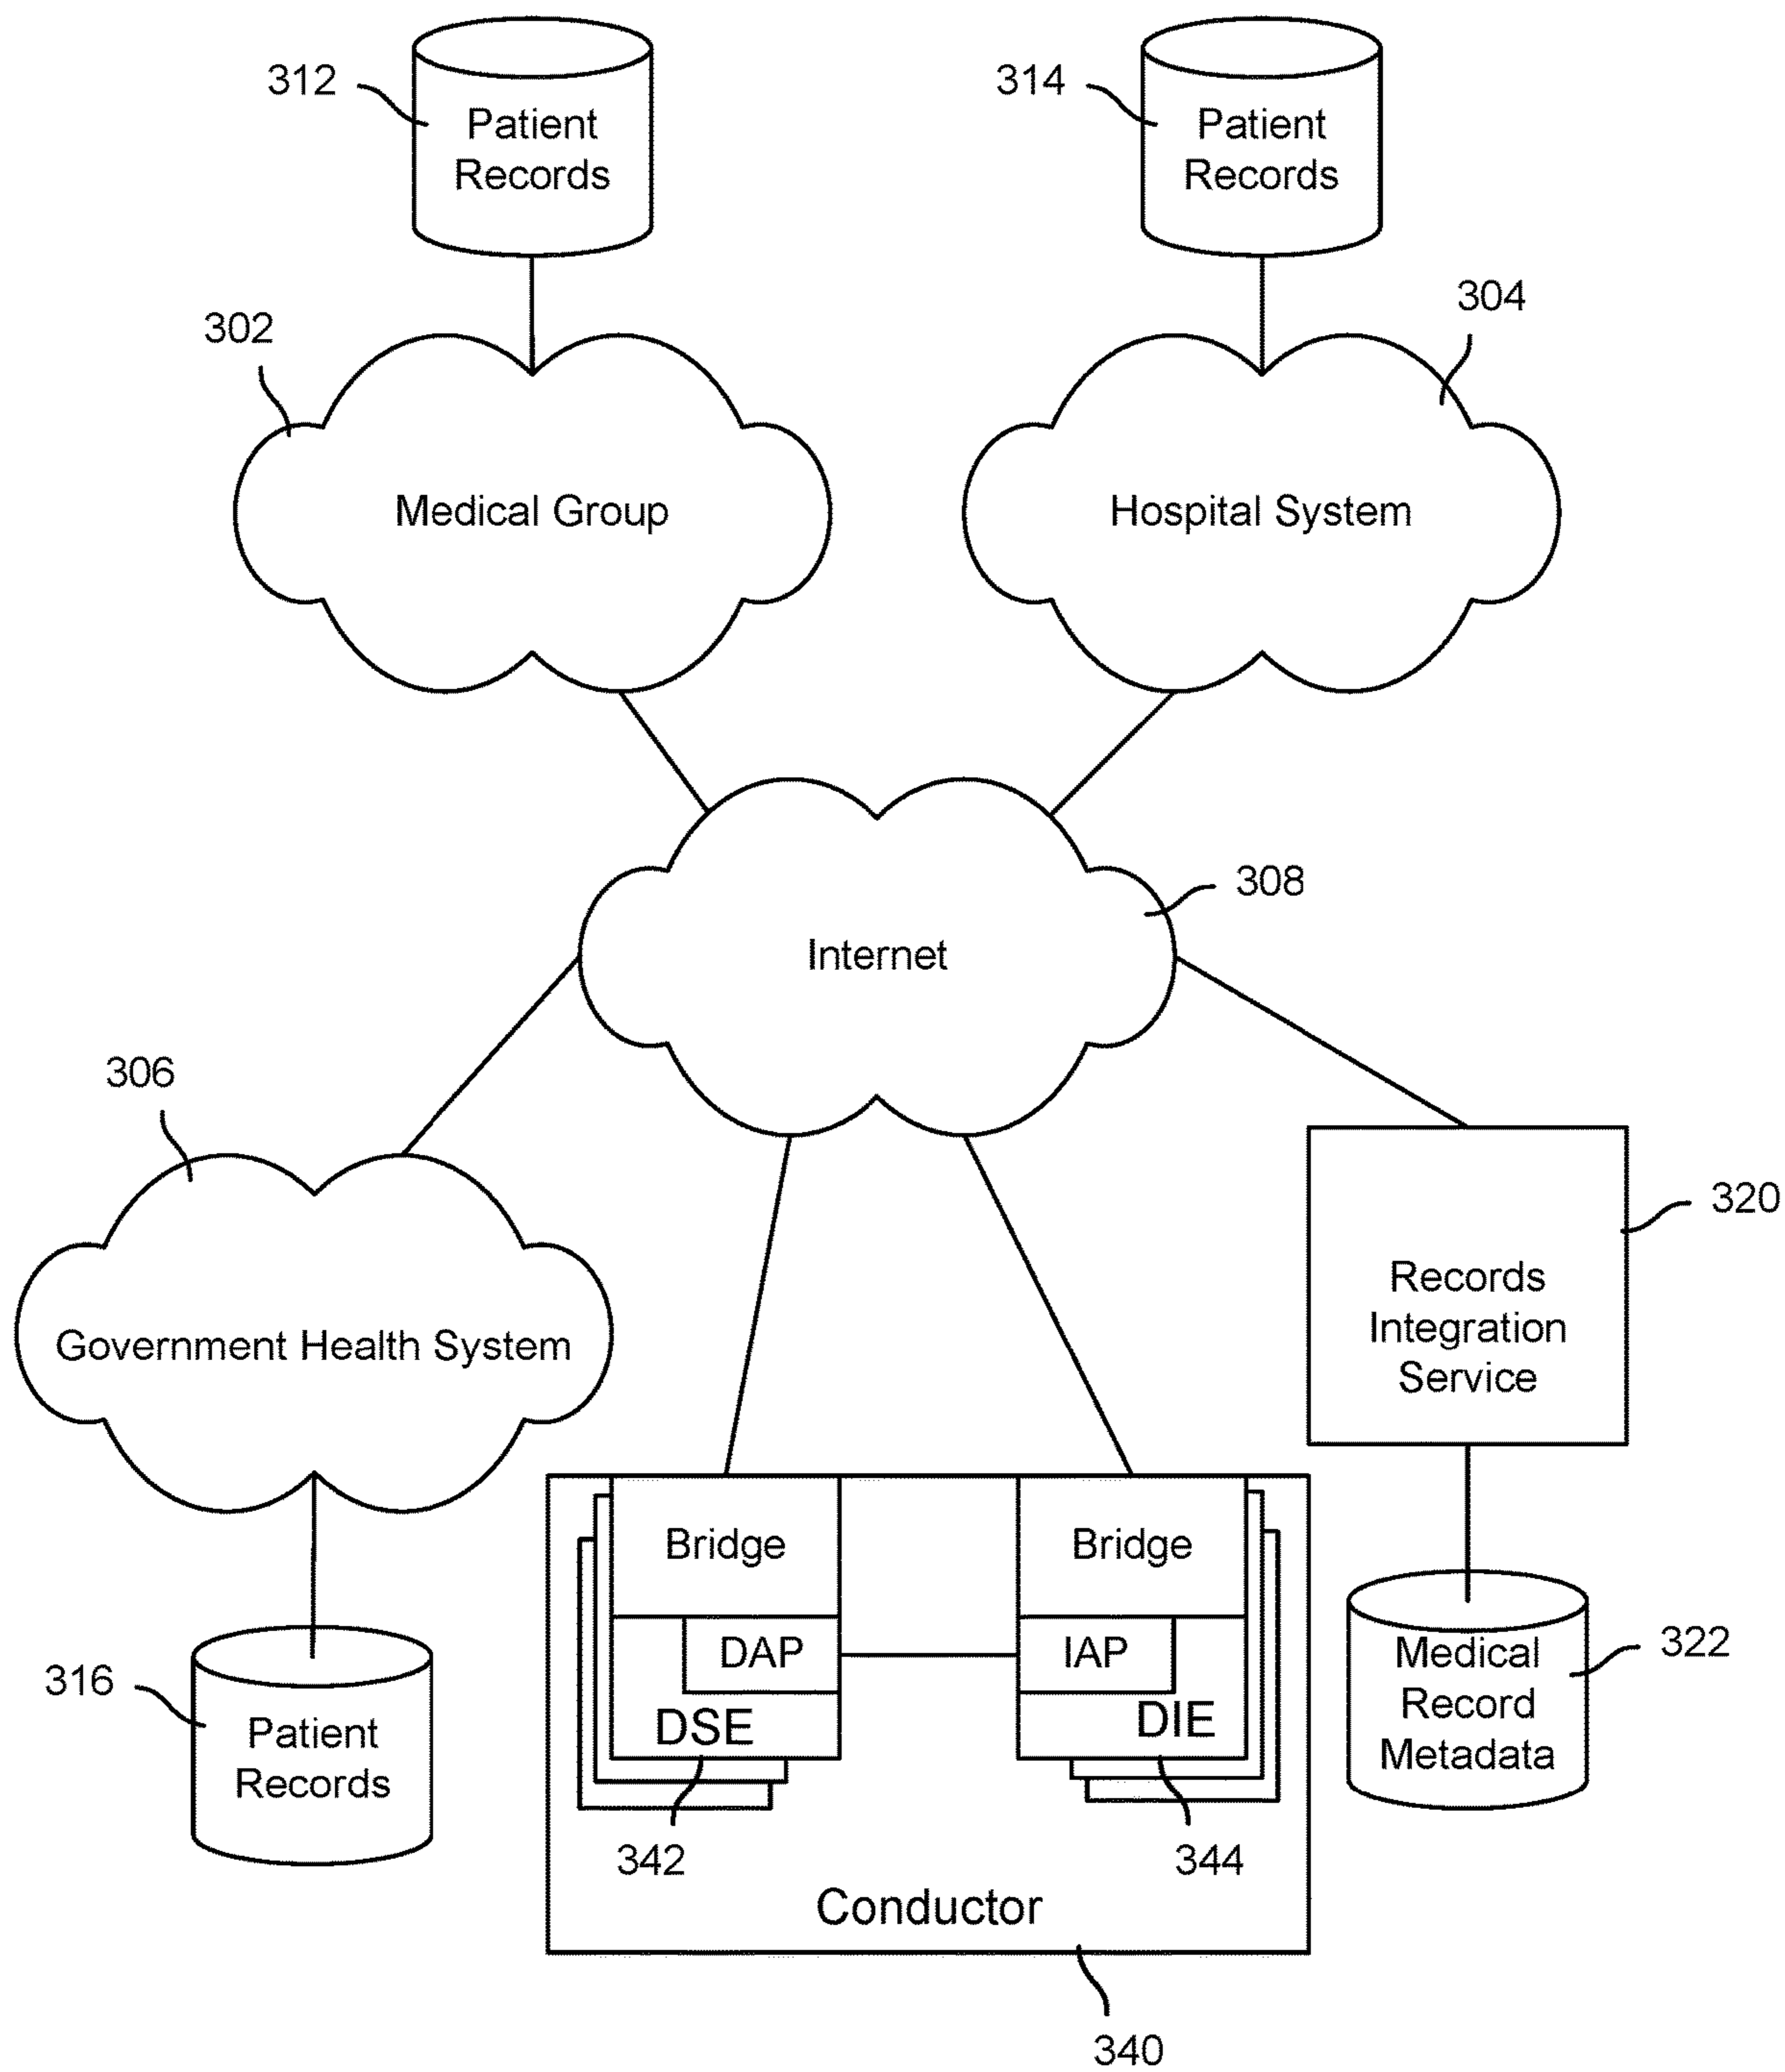 312
Patient
Records
314
Patient
Records
302
304
Medical Group
Hospital System
308
Internet
306
320
Government Health System
Records
Integration
Service
Bridge
Bridge
DAP
IAP
DSE
DIE
316
Patient
Records
322
Medical
Record
Metadata
342
344
Conductor
340